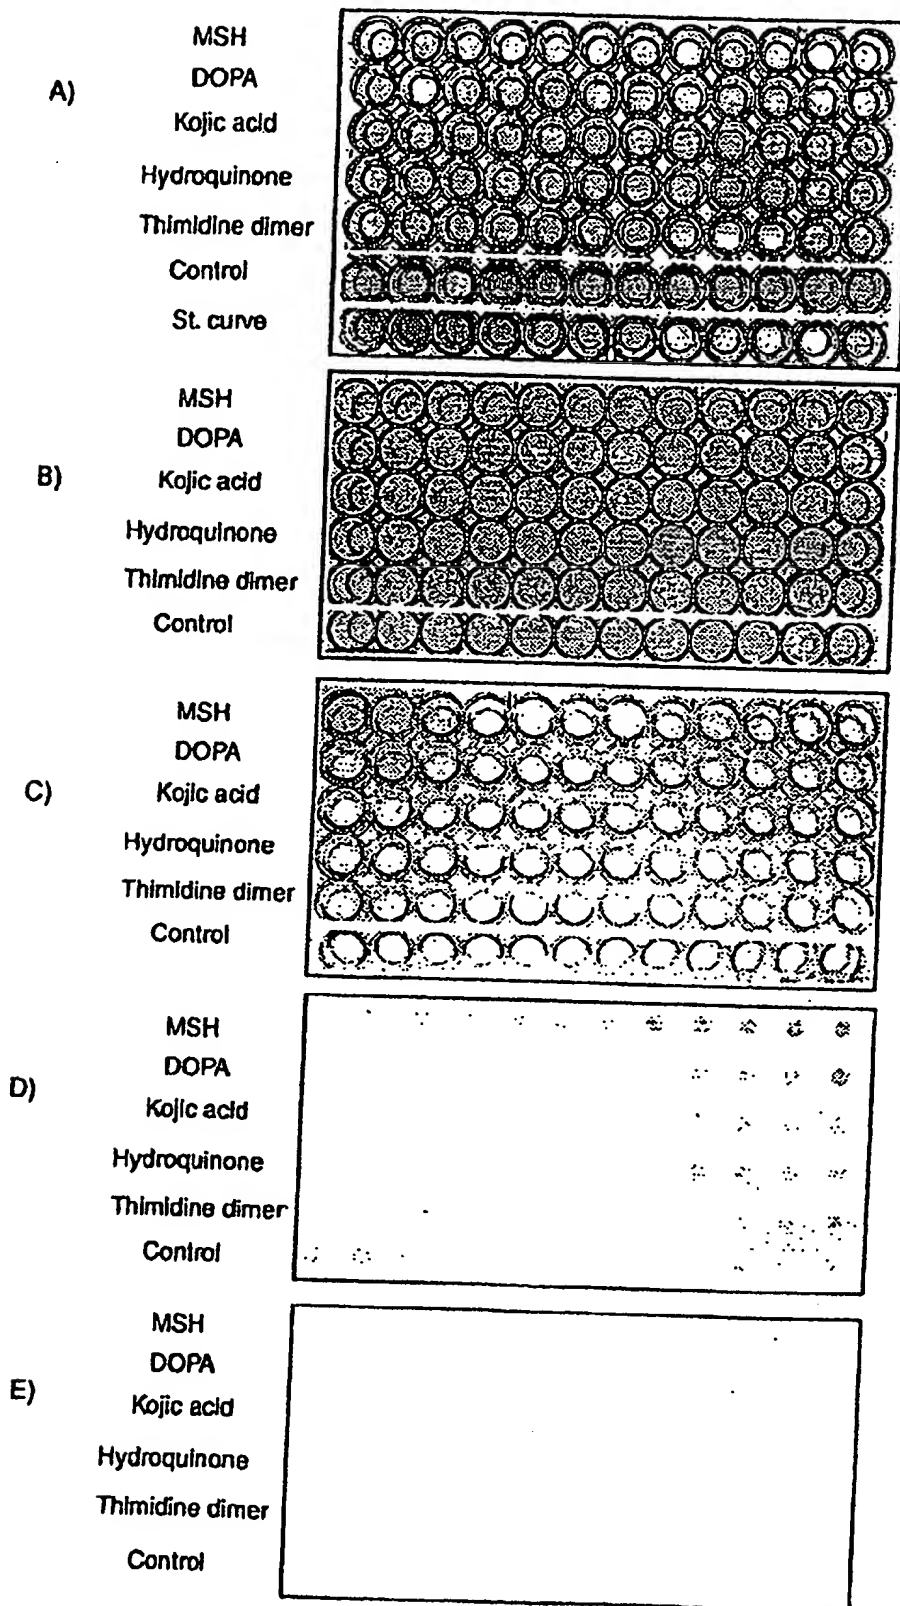 MSH
DOPA
A)
Kojic acid
Hydroquinone
Thimidine dimer
Control
St. curve
MSH
DOPA
B)
Kojic acid
Hydroquinone
Thimidine dimer
Control
MSH
DOPA
C)
Kojic acid
Hydroquinone
Thimidine dimer
Control
MSH
DOPA
D)
Kojic acid
Hydroquinone
Thimidine dimer
Control
MSH
DOPA
E)
Kojic acid
Hydroquinone
Thimidine dimer
Control